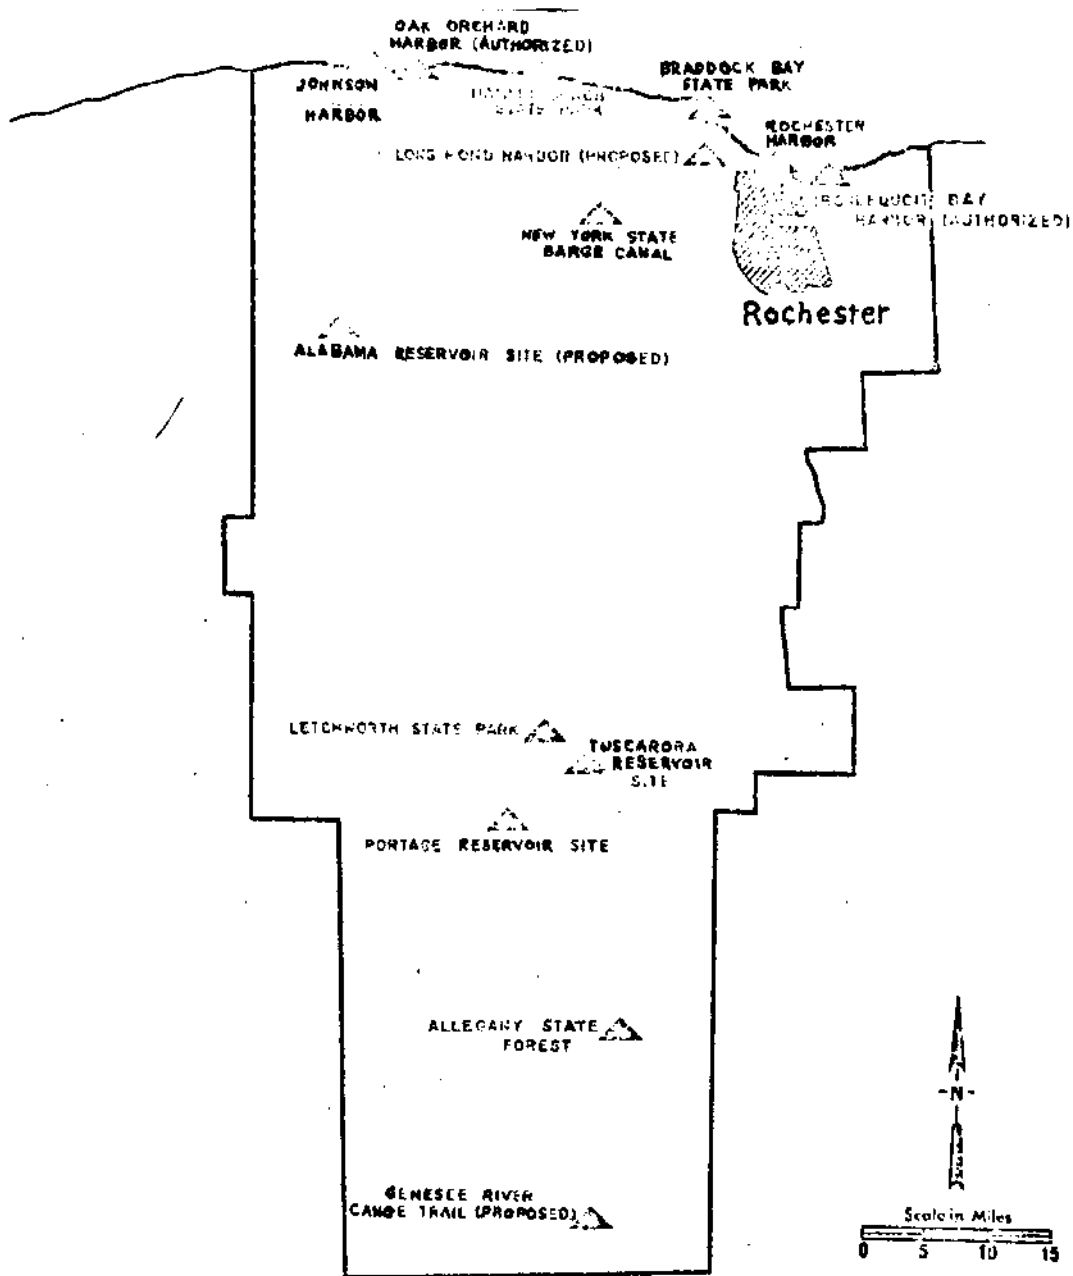 OAK ORCHARD
HARBOR (AUTHORIZED)
JOHNSON
HARBOR
BRADDOCK BAY
STATE PARK
STATE PARK
ROCHESTER
HARBOR
LONG POND HARBOR (PROPOSED)
BAY
HARBOR (AUTHORIZED)
NEW YORK STATE
BARGE CANAL
Rochester
ALABAMA RESERVOIR SITE (PROPOSED)
LETCHWORTH STATE PARK
TUSCARORA
RESERVOIR
SITE
PORTAGE RESERVOIR SITE
ALLEGANY STATE
FOREST
-N-
GENESEE RIVER
CANOE TRAIL (PROPOSED)
Scale in Miles
0 5 10 15